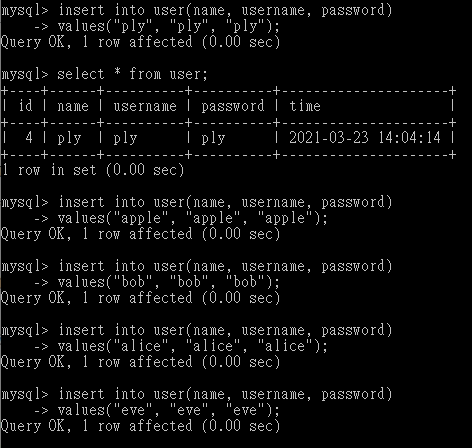 mysql> insert into user(name, username, password)
    -> values("ply", "ply", "ply");
Query OK, 1 row affected (0.00 sec)
mysql> select * from user;
+----+------+----------+----------+---------------------+
| id | name | username | password | time                |
+----+------+----------+----------+---------------------+
|  4 | ply  | ply      | ply      | 2021-03-23 14:04:14 |
+----+------+----------+----------+---------------------+
1 row in set (0.00 sec)
mysql> insert into user(name, username, password)
    -> values("apple", "apple", "apple");
Query OK, 1 row affected (0.00 sec)
mysql> insert into user(name, username, password)
    -> values("bob", "bob", "bob");
Query OK, 1 row affected (0.00 sec)
mysql> insert into user(name, username, password)
    -> values("alice", "alice", "alice");
Query OK, 1 row affected (0.00 sec)
mysql> insert into user(name, username, password)
    -> values("eve", "eve", "eve");
Query OK, 1 row affected (0.00 sec)